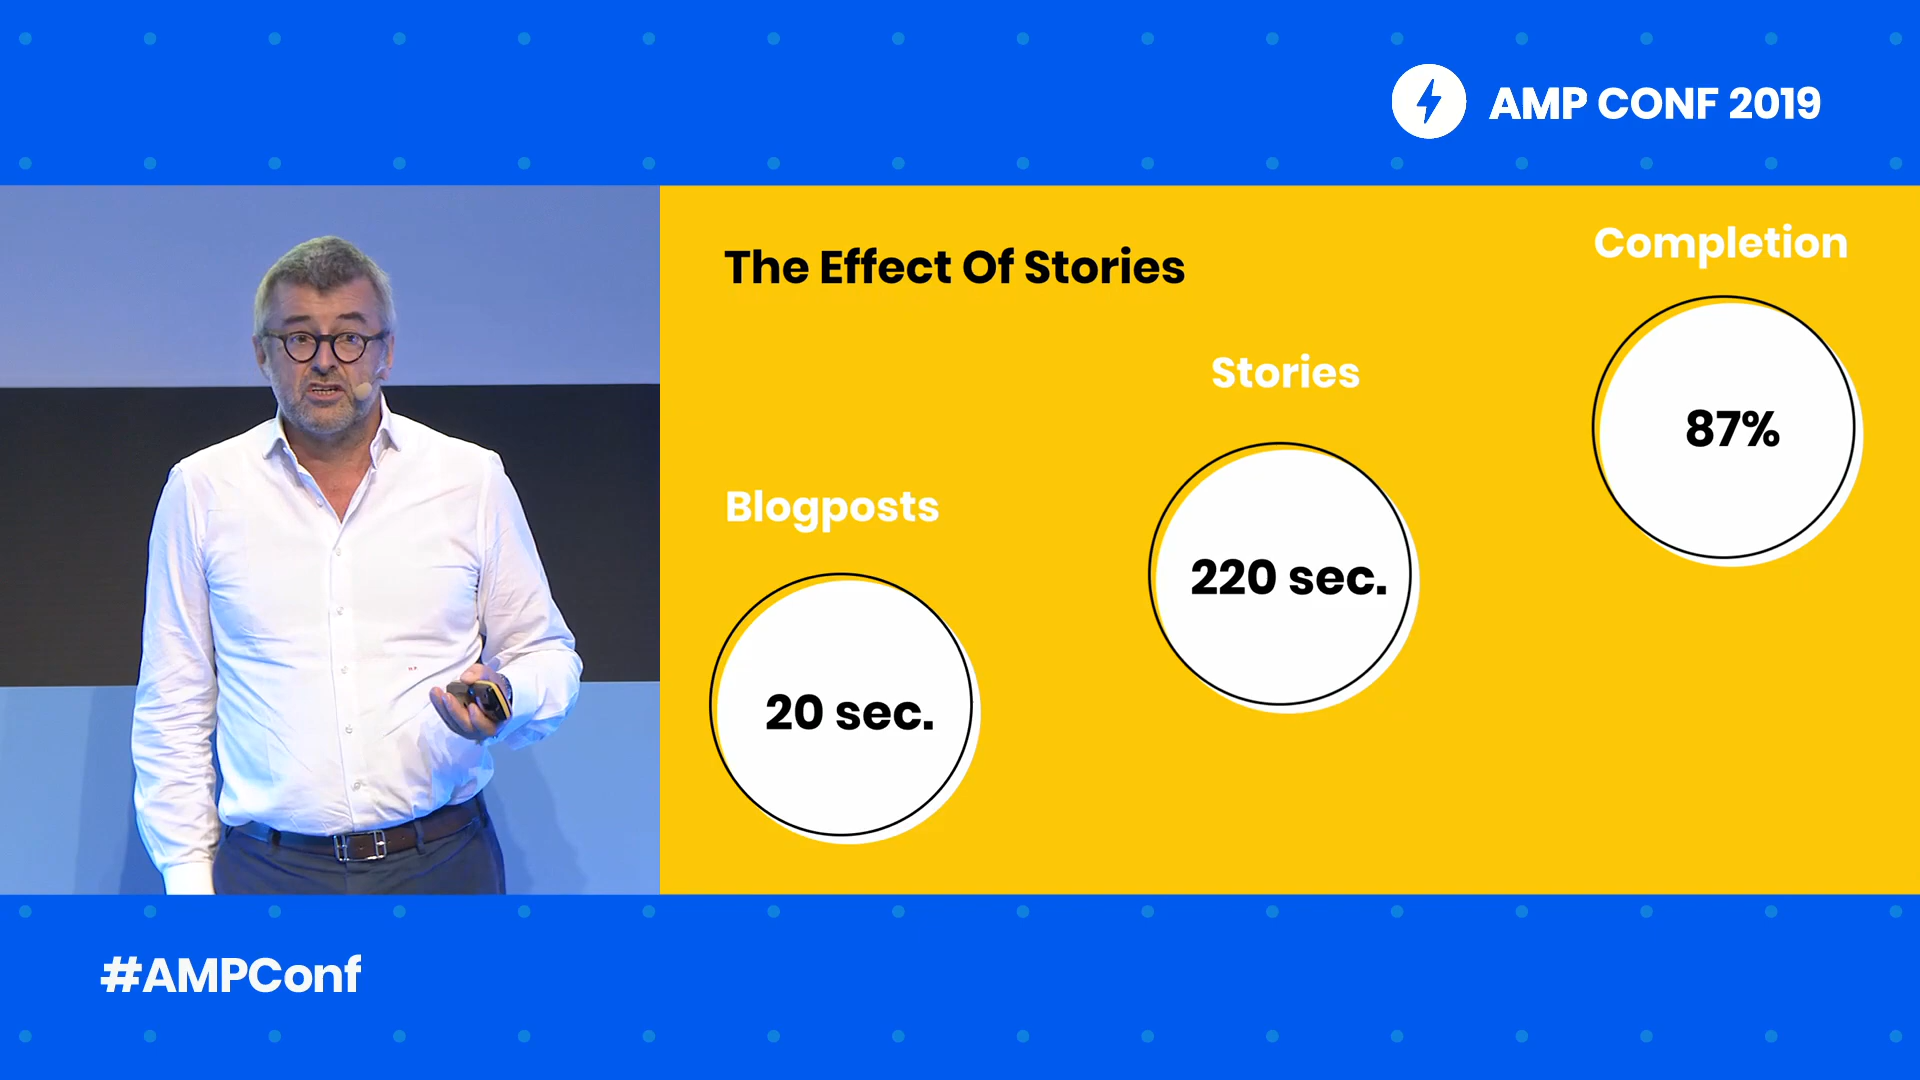 AMP CONF 2019
The Effect Of Stories
Completion
87%
Stories
220 sec.
Blogposts
20 sec.
#AMPConf